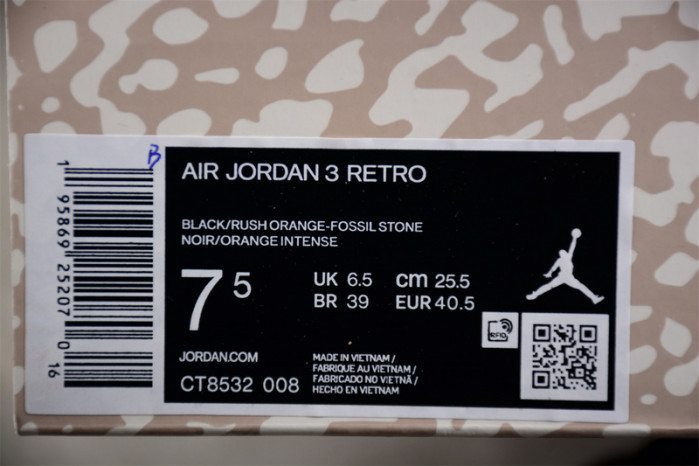 B
1 95869 25207 0 16
AIR JORDAN 3 RETRO
BLACK/RUSH ORANGE-FOSSIL STONE
NOIR/ORANGE INTENSE
7 5
UK 6.5 cm 25.5
BR 39 EUR 40.5
RFID
JORDAN.COM
CT8532 008
MADE IN VIETNAM /
FABRIQUE AU VIETNAM /
FABRICADO NO VIETNÃ /
HECHO EN VIETNAM